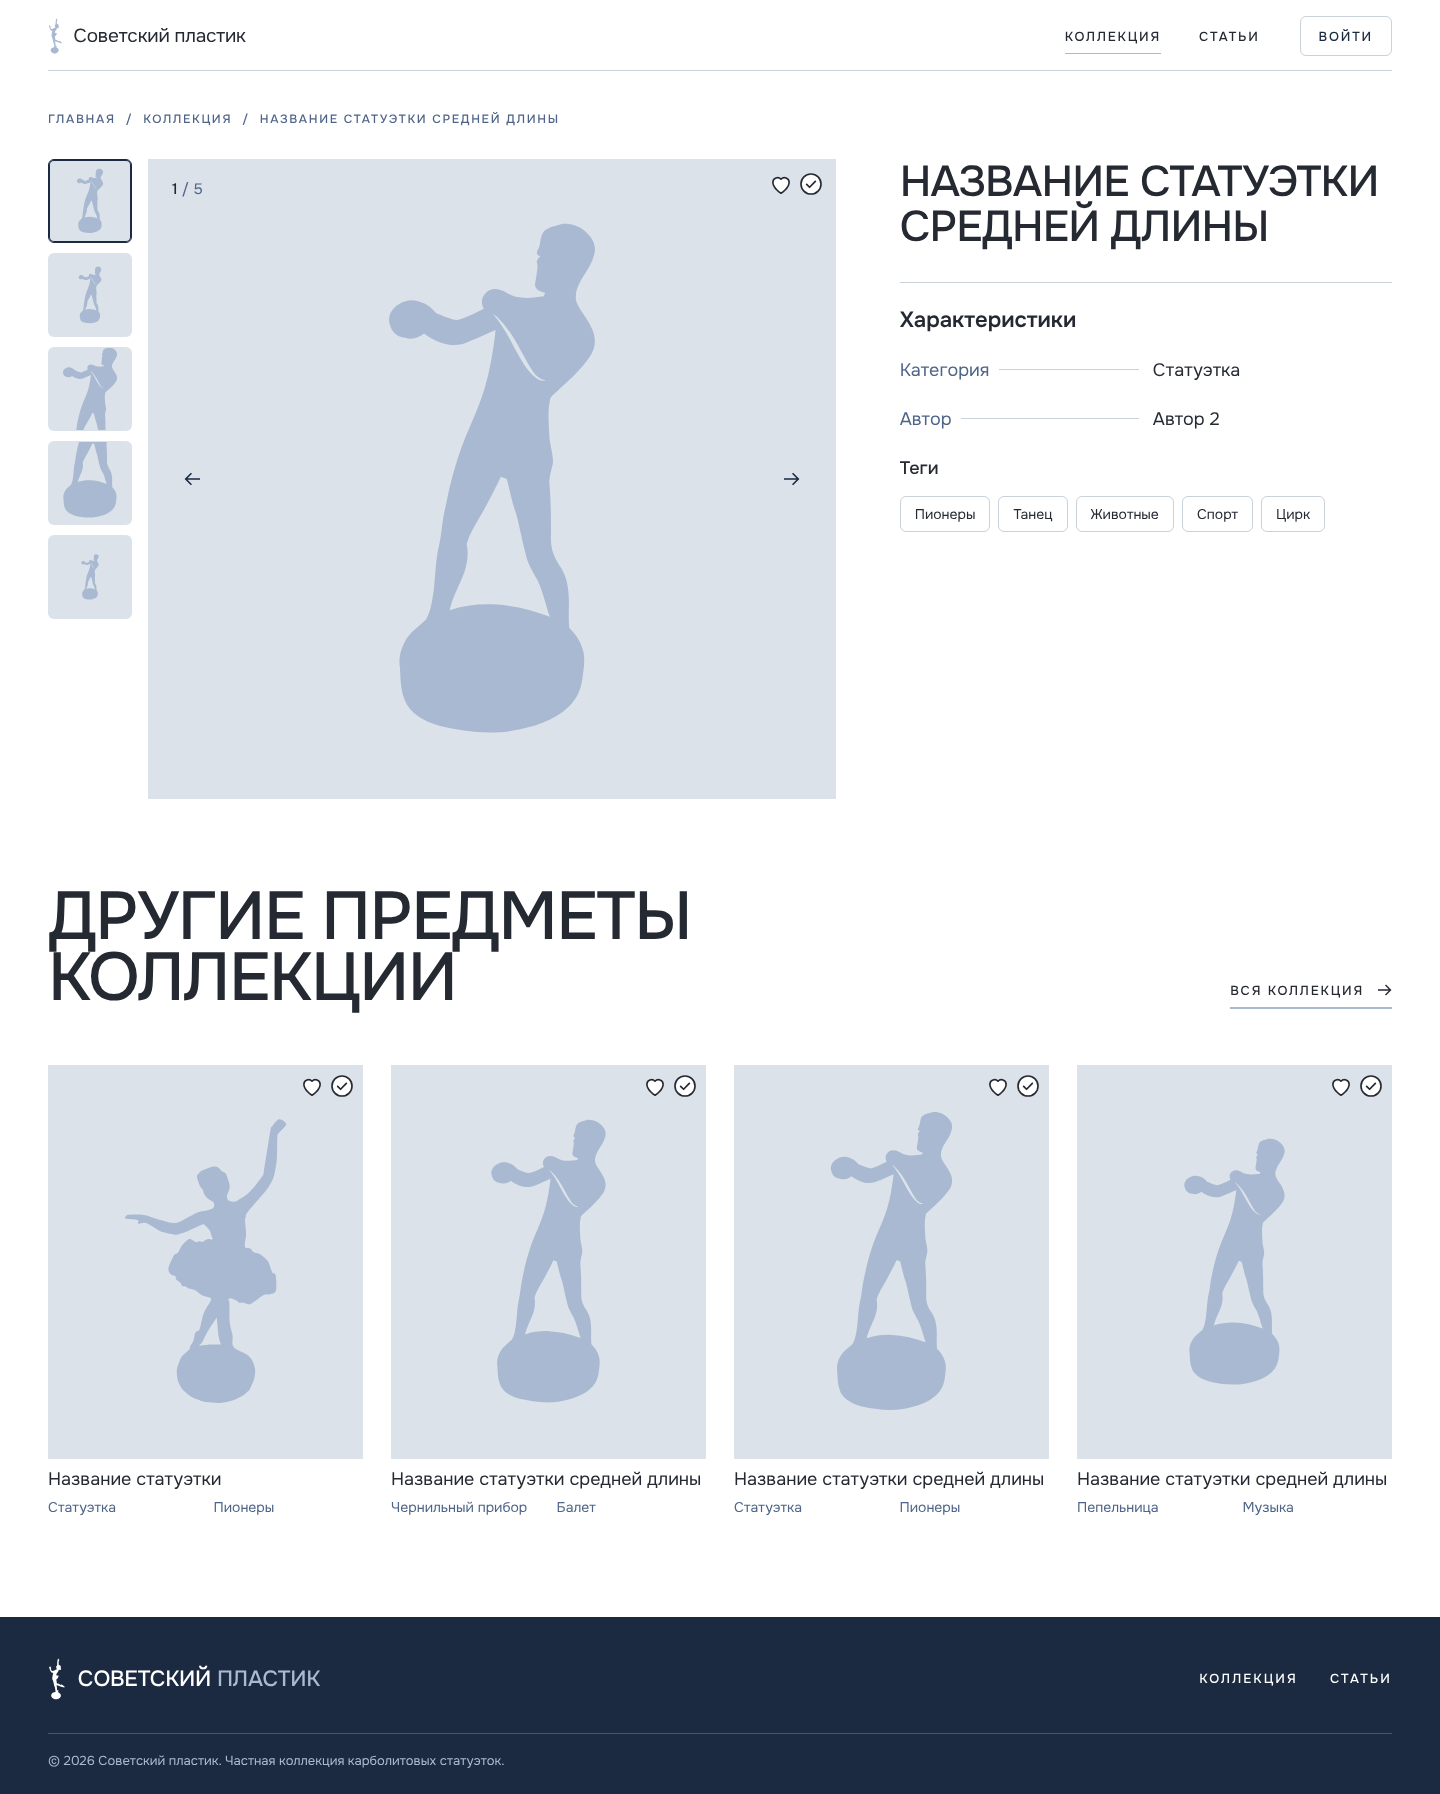 Советский пластик
КОЛЛЕКЦИЯ
СТАТЬИ
ВОЙТИ
ГЛАВНАЯ / КОЛЛЕКЦИЯ / НАЗВАНИЕ СТАТУЭТКИ СРЕДНЕЙ ДЛИНЫ
1 / 5
НАЗВАНИЕ СТАТУЭТКИ
СРЕДНЕЙ ДЛИНЫ
Характеристики
Категория Статуэтка
Автор Автор 2
Теги
Пионеры Танец Животные Спорт Цирк
ДРУГИЕ ПРЕДМЕТЫ
КОЛЛЕКЦИИ
ВСЯ КОЛЛЕКЦИЯ →
Название статуэтки
Статуэтка Пионеры
Название статуэтки средней длины
Чернильный прибор Балет
Название статуэтки средней длины
Статуэтка Пионеры
Название статуэтки средней длины
Пепельница Музыка
СОВЕТСКИЙ ПЛАСТИК
КОЛЛЕКЦИЯ
СТАТЬИ
© 2026 Советский пластик. Частная коллекция карболитовых статуэток.